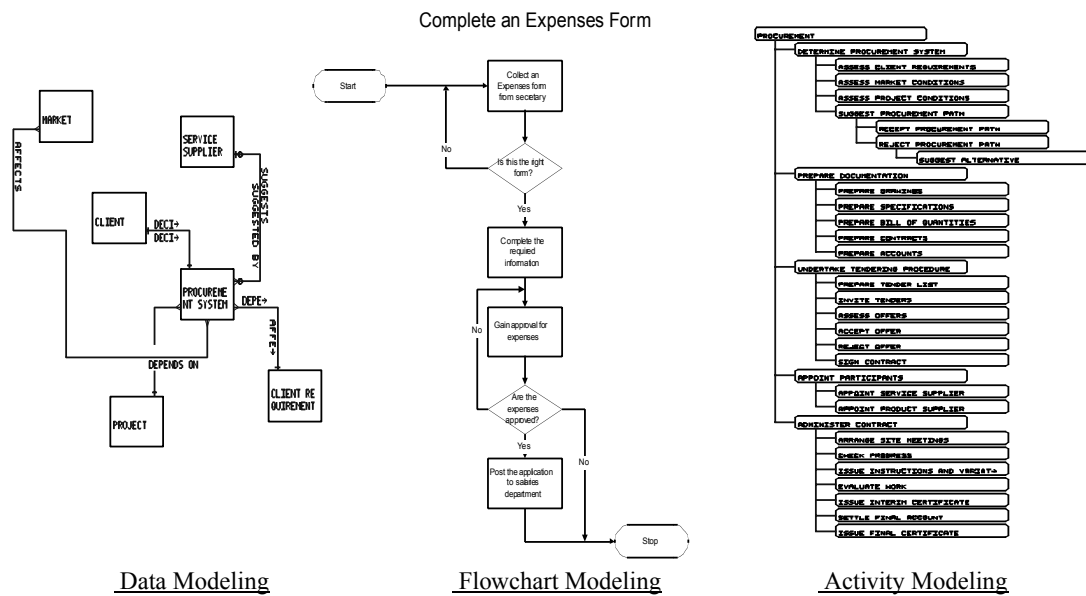 Complete an Expenses Form
MARKET
AFFECTS
SERVICE
SUPPLIER
SUGGESTS
SUGGESTED BY
CLIENT
DECI→
DECI→
PROCUREME
NT SYSTEM
DEPE→
AFFE→
DEPENDS ON
CLIENT RE
QUIREMENT
PROJECT
Start
Collect an
Expenses form
from secretary
No
Is this the right
form?
Yes
Complete the
required
information
No
Gain approval for
expenses
Are the
expenses
approved?
Yes
No
Post the application
to salaries
department
Stop
PROCUREMENT
DETERMINE PROCUREMENT SYSTEM
ASSESS CLIENT REQUIREMENTS
ASSESS MARKET CONDITIONS
ASSESS PROJECT CONDITIONS
SUGGEST PROCUREMENT PATH
ACCEPT PROCUREMENT PATH
REJECT PROCUREMENT PATH
SUGGEST ALTERNATIVE
PREPARE DOCUMENTATION
PREPARE DRAWINGS
PREPARE SPECIFICATIONS
PREPARE BILL OF QUANTITIES
PREPARE CONTRACTS
PREPARE ACCOUNTS
UNDERTAKE TENDERING PROCEDURE
PREPARE TENDER LIST
INVITE TENDERS
ASSESS OFFERS
ACCEPT OFFER
REJECT OFFER
SIGN CONTRACT
APPOINT PARTICIPANTS
APPOINT SERVICE SUPPLIER
APPOINT PRODUCT SUPPLIER
ADMINISTER CONTRACT
ARRANGE SITE MEETINGS
CHECK PROGRESS
ISSUE INSTRUCTIONS AND VARIAT→
EVALUATE WORK
ISSUE INTERIM CERTIFICATE
SETTLE FINAL ACCOUNT
ISSUE FINAL CERTIFICATE
Data Modeling
Flowchart Modeling
Activity Modeling